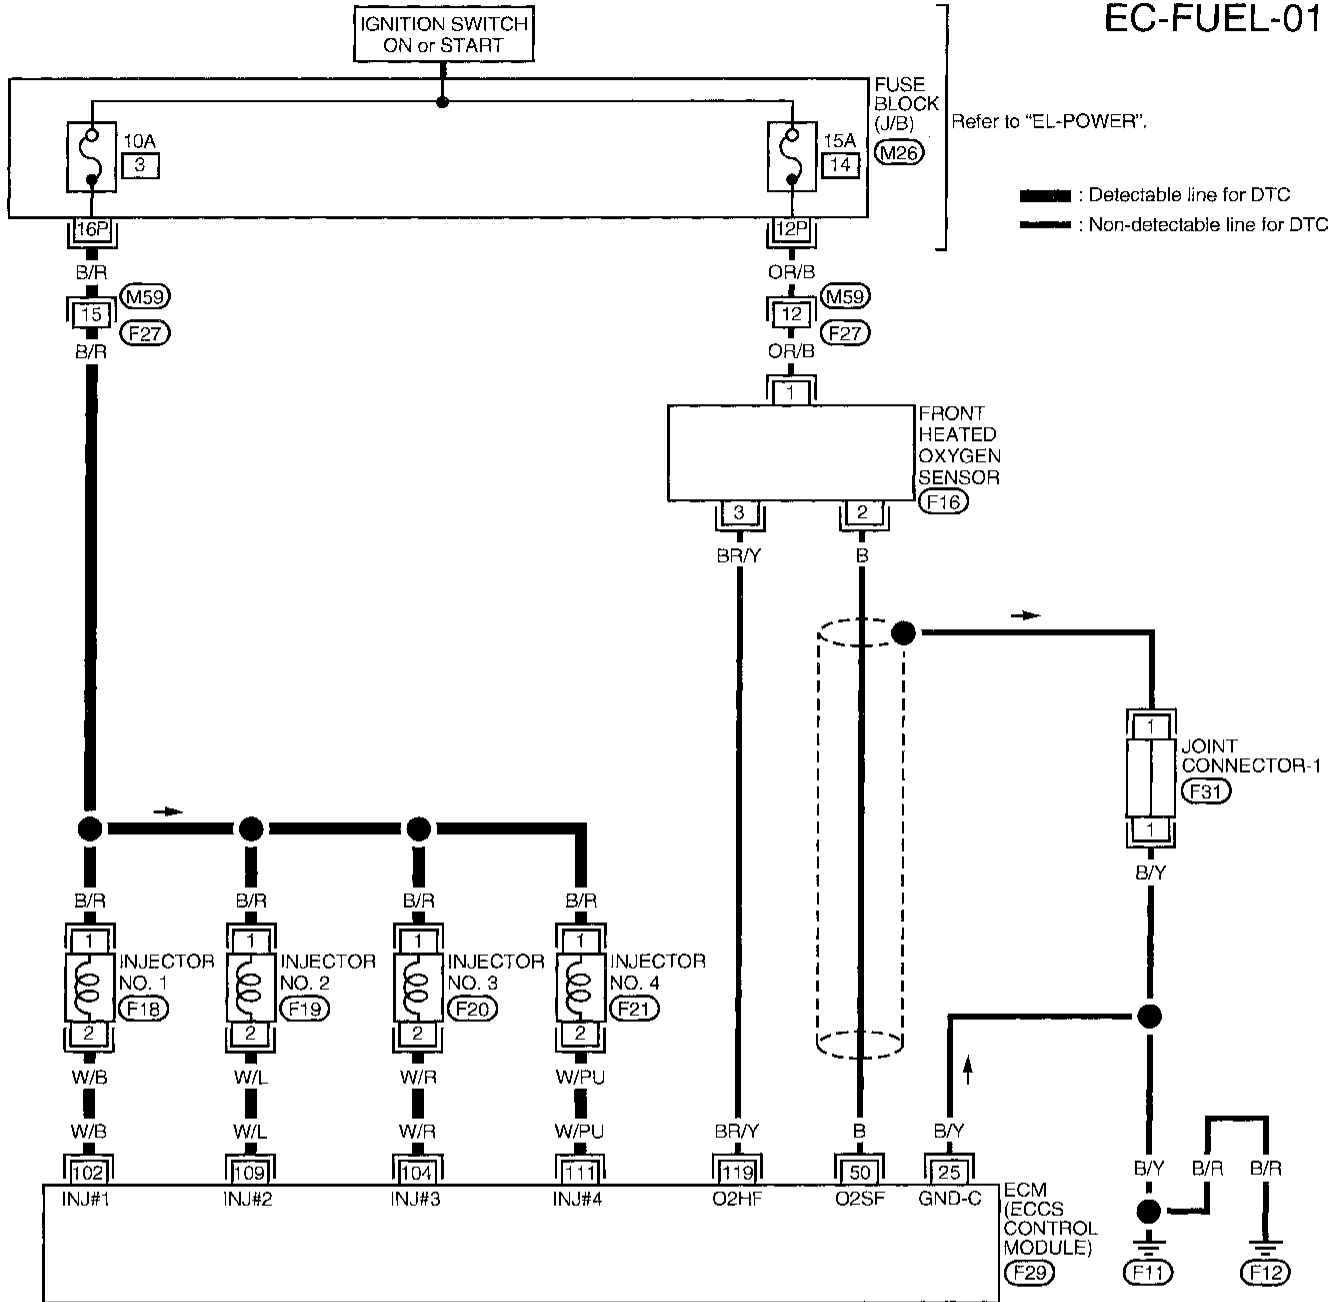 EC-FUEL-01
IGNITION SWITCH
ON or START
FUSE
BLOCK
(J/B)
M26
Refer to "EL-POWER".
10A
3
15A
14
: Detectable line for DTC
: Non-detectable line for DTC
16P
12P
B/R
OR/B
M59
M59
15
12
F27
F27
B/R
OR/B
1
FRONT
HEATED
OXYGEN
SENSOR
F16
3
2
BR/Y
B
1
JOINT
CONNECTOR-1
F31
1
B/Y
B/R
B/R
B/R
B/R
1
1
1
1
INJECTOR
NO. 1
F18
INJECTOR
NO. 2
F19
INJECTOR
NO. 3
F20
INJECTOR
NO. 4
F21
2
2
2
2
W/B
W/L
W/R
W/PU
W/B
W/L
W/R
W/PU
BR/Y
B
B/Y
B/Y
B/R
B/R
102
109
104
111
119
50
25
INJ#1
INJ#2
INJ#3
INJ#4
O2HF
O2SF
GND-C
ECM
(ECCS
CONTROL
MODULE)
F29
F11
F12